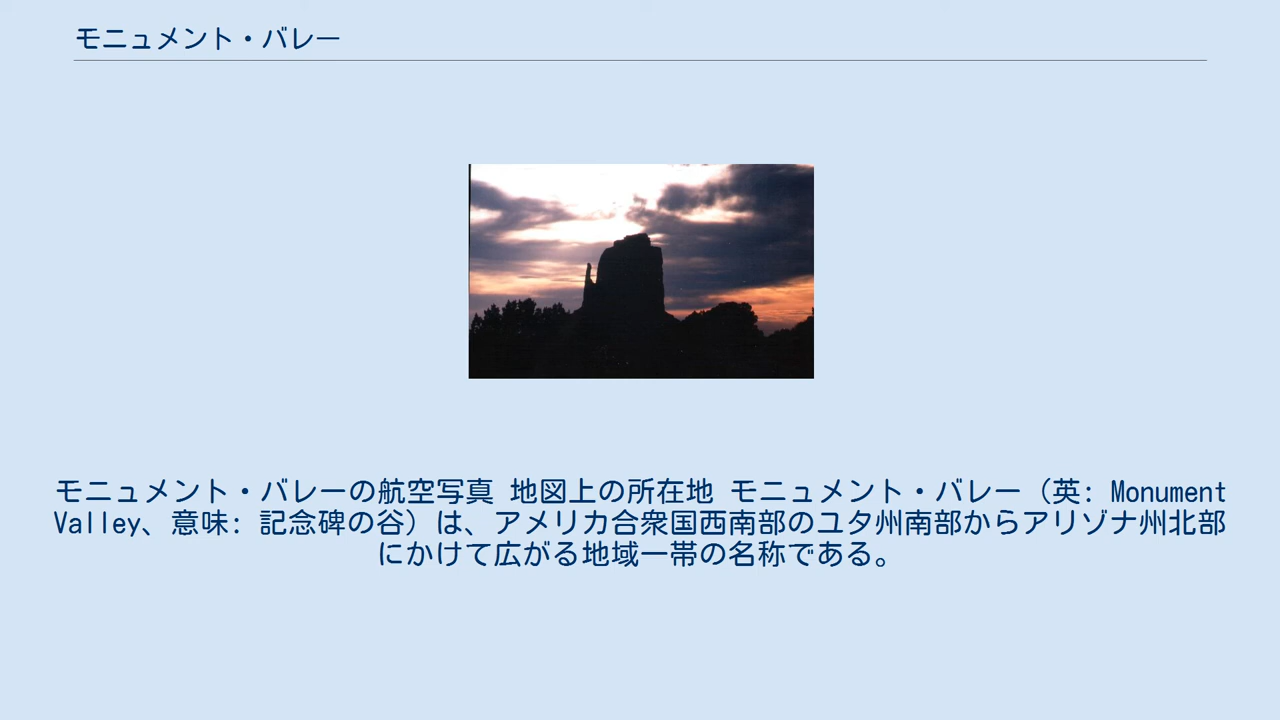 モニュメント・バレー
モニュメント・バレーの航空写真 地図上の所在地 モニュメント・バレー（英: Monument
Valley、意味: 記念碑の谷）は、アメリカ合衆国西南部のユタ州南部からアリゾナ州北部
にかけて広がる地域一帯の名称である。